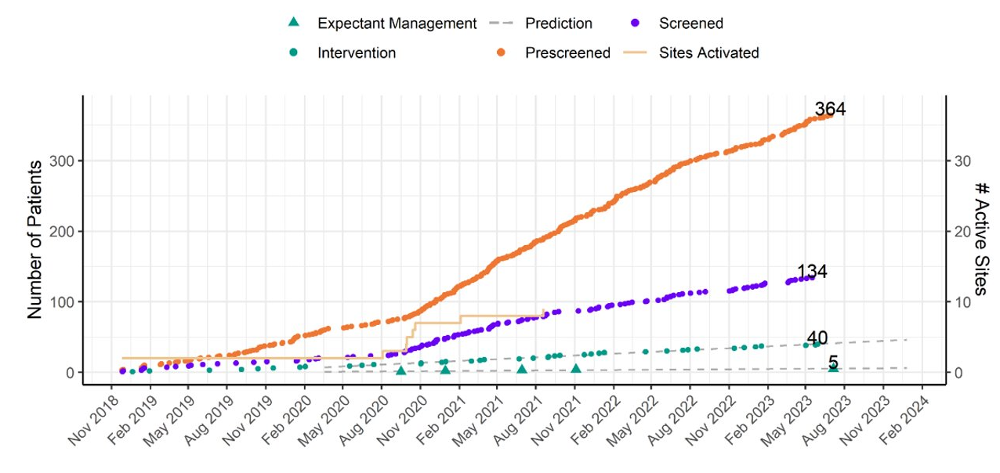 Expectant Management
Prediction
Screened
Intervention
Prescreened
Sites Activated
Number of Patients
# Active Sites
300
200
100
0
30
20
10
0
364
134
40
5
Nov 2018
Feb 2019
May 2019
Aug 2019
Nov 2019
Feb 2020
May 2020
Aug 2020
Nov 2020
Feb 2021
May 2021
Aug 2021
Nov 2021
Feb 2022
May 2022
Aug 2022
Nov 2022
Feb 2023
May 2023
Aug 2023
Nov 2023
Feb 2024